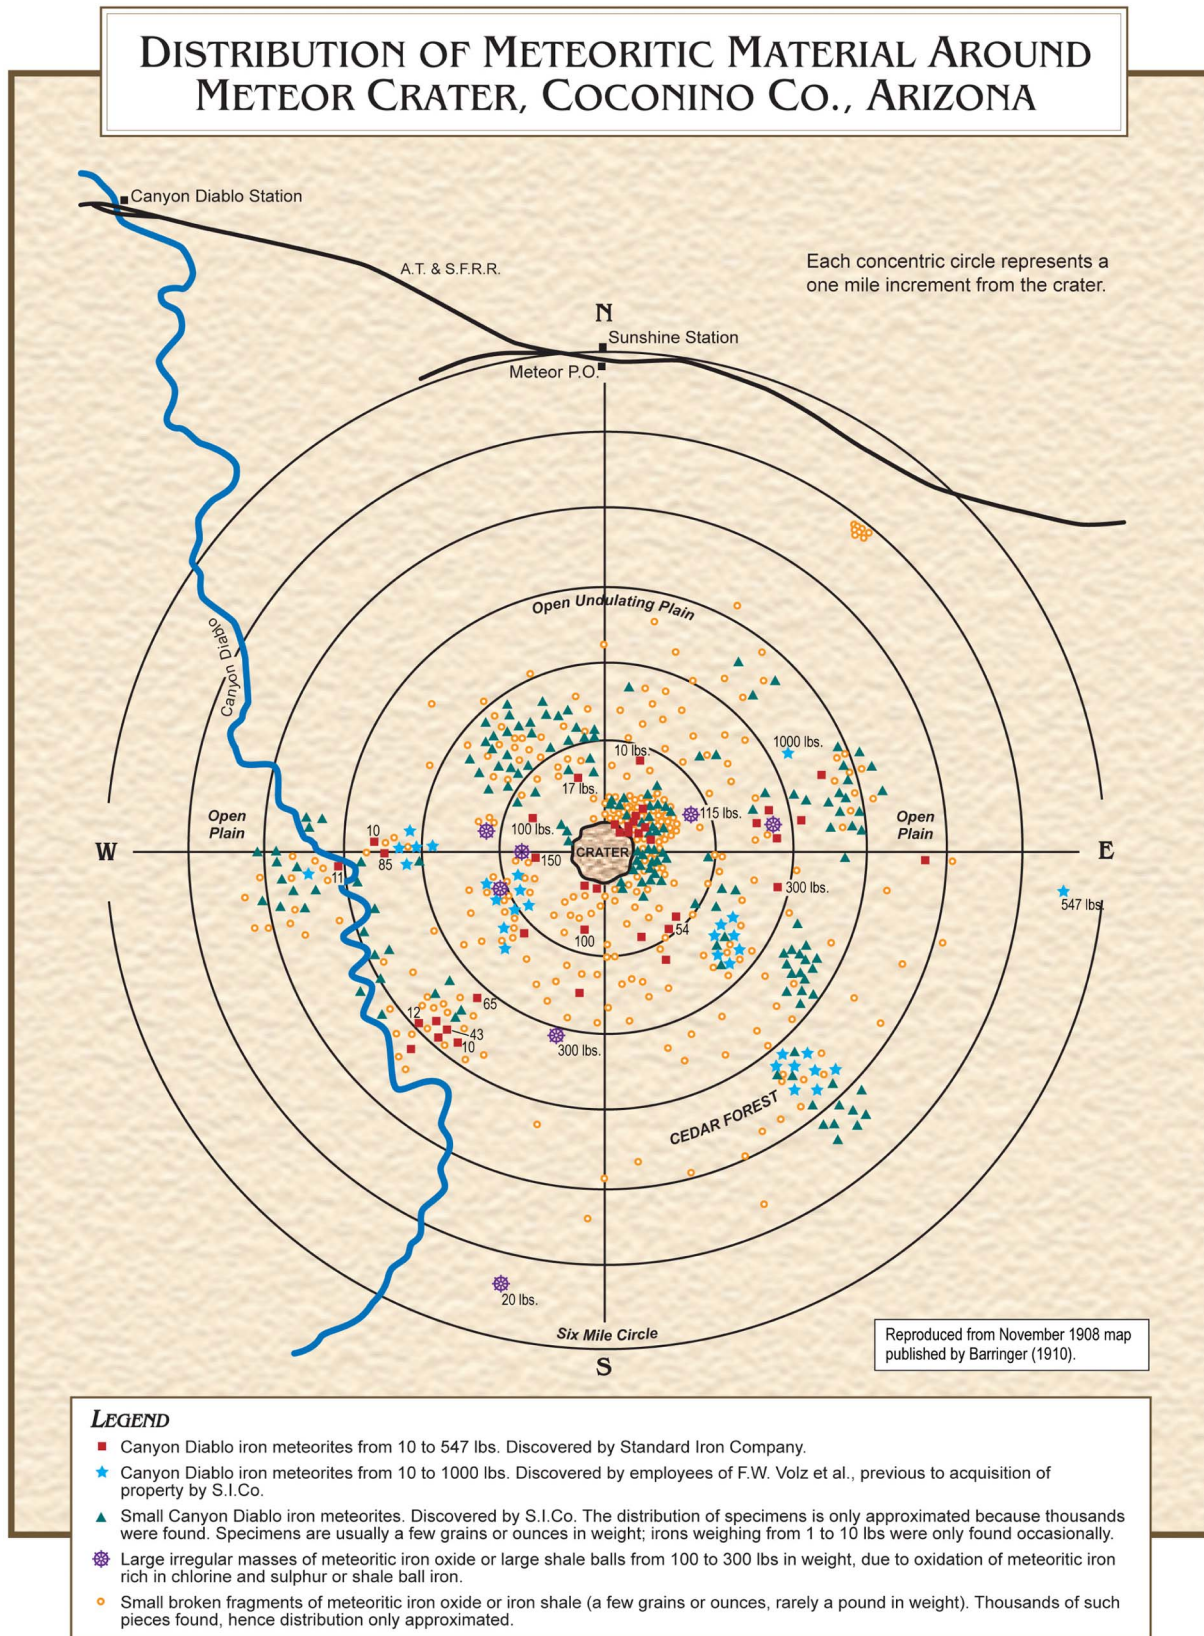 DISTRIBUTION OF METEORITIC MATERIAL AROUND
METEOR CRATER, COCONINO CO., ARIZONA
Canyon Diablo Station
A.T. & S.F.R.R.
Each concentric circle represents a
one mile increment from the crater.
N
Sunshine Station
Meteor P.O.
Open Undulating Plain
Canyon Diablo
1000 lbs.
10 lbs.
17 lbs.
115 lbs.
Open
Plain
Open
Plain
10
100 lbs.
W
85
150
CRATER
E
11
300 lbs.
547 lbs.
100
54
65
12
43
10
300 lbs.
CEDAR FOREST
20 lbs.
Six Mile Circle
S
Reproduced from November 1908 map
published by Barringer (1910).
LEGEND
Canyon Diablo iron meteorites from 10 to 547 lbs. Discovered by Standard Iron Company.
Canyon Diablo iron meteorites from 10 to 1000 lbs. Discovered by employees of F.W. Volz et al., previous to acquisition of
property by S.I.Co.
Small Canyon Diablo iron meteorites. Discovered by S.I.Co. The distribution of specimens is only approximated because thousands
were found. Specimens are usually a few grains or ounces in weight; irons weighing from 1 to 10 lbs were only found occasionally.
Large irregular masses of meteoritic iron oxide or large shale balls from 100 to 300 lbs in weight, due to oxidation of meteoritic iron
rich in chlorine and sulphur or shale ball iron.
Small broken fragments of meteoritic iron oxide or iron shale (a few grains or ounces, rarely a pound in weight). Thousands of such
pieces found, hence distribution only approximated.